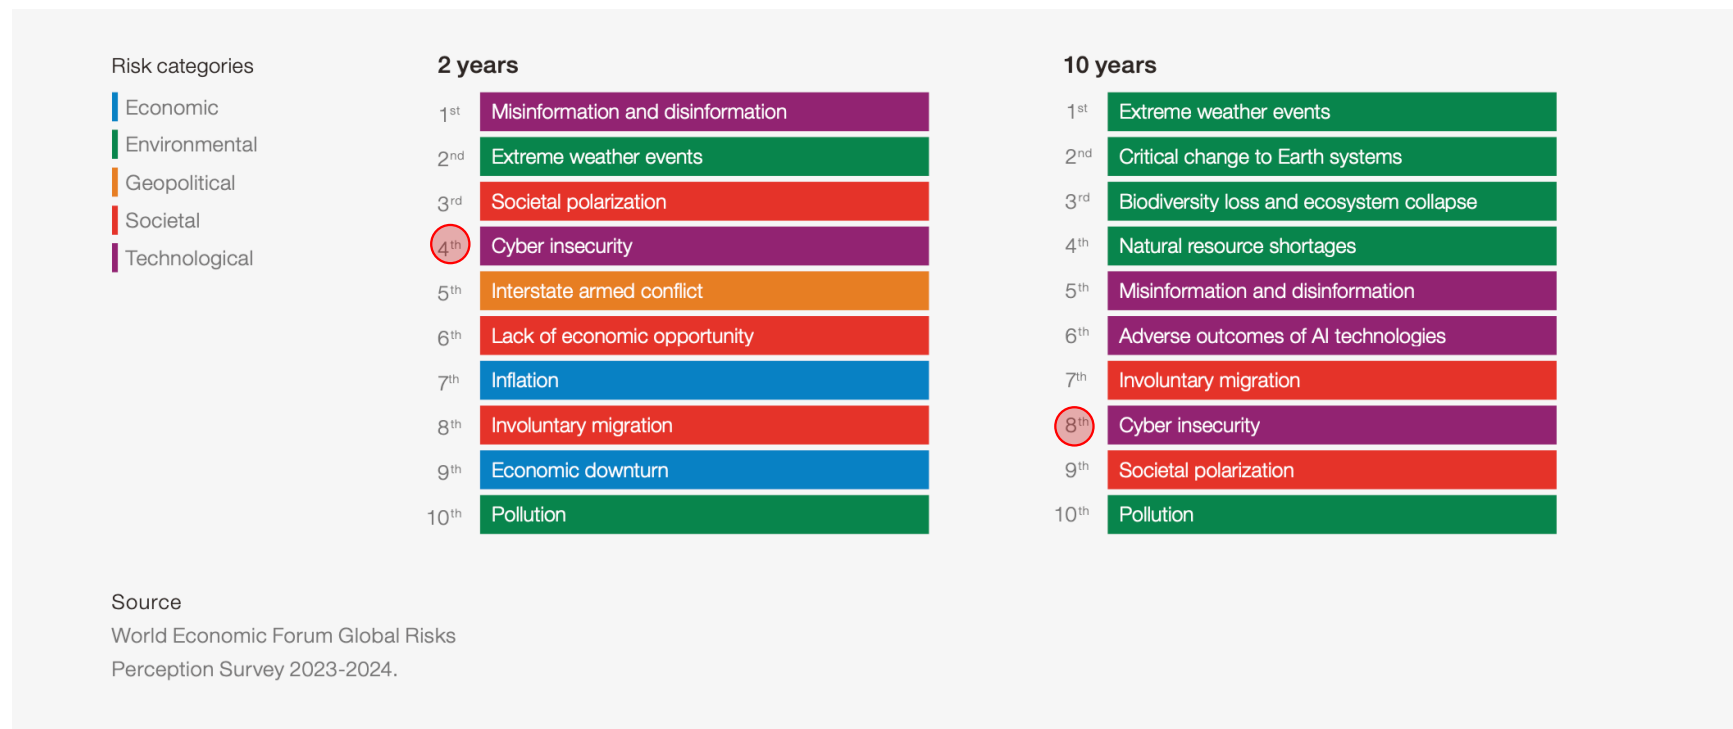 Risk categories
Economic
Environmental
Geopolitical
Societal
Technological
2 years
1st Misinformation and disinformation
2nd Extreme weather events
3rd Societal polarization
4th Cyber insecurity
5th Interstate armed conflict
6th Lack of economic opportunity
7th Inflation
8th Involuntary migration
9th Economic downturn
10th Pollution
10 years
1st Extreme weather events
2nd Critical change to Earth systems
3rd Biodiversity loss and ecosystem collapse
4th Natural resource shortages
5th Misinformation and disinformation
6th Adverse outcomes of AI technologies
7th Involuntary migration
8th Cyber insecurity
9th Societal polarization
10th Pollution
Source
World Economic Forum Global Risks
Perception Survey 2023-2024.